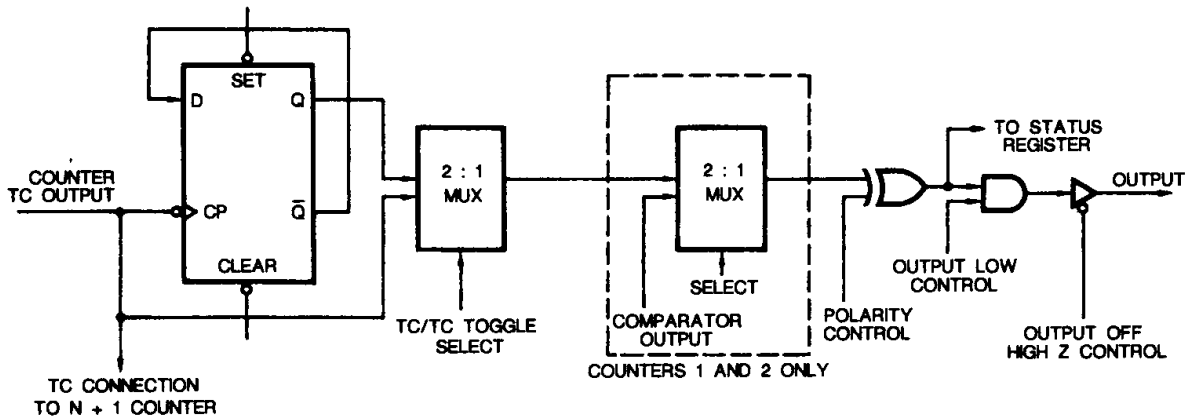 SET
D
Q
COUNTER
TC OUTPUT
CP
Q̅
CLEAR
TC CONNECTION
TO N + 1 COUNTER
2 : 1
MUX
TC/TC TOGGLE
SELECT
2 : 1
MUX
SELECT
COMPARATOR
OUTPUT
COUNTERS 1 AND 2 ONLY
POLARITY
CONTROL
TO STATUS
REGISTER
OUTPUT LOW
CONTROL
OUTPUT
OUTPUT OFF
HIGH Z CONTROL